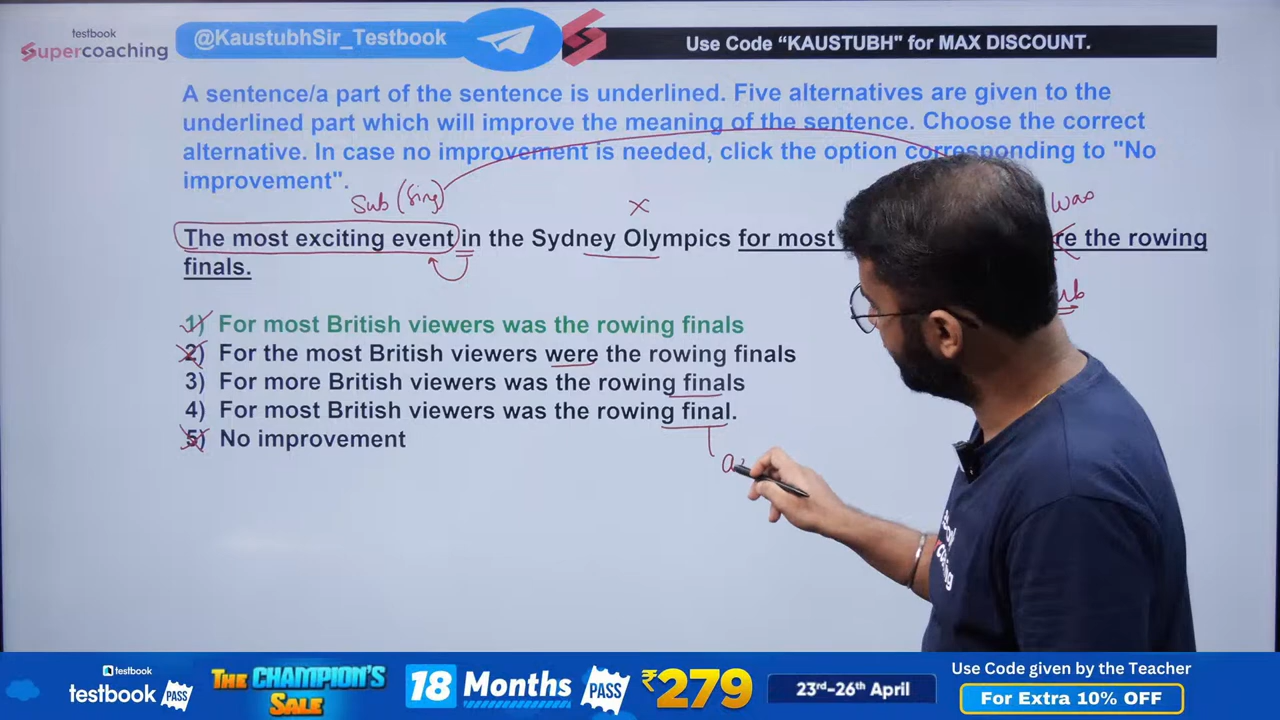 testbook
Supercoaching
@KaustubhSir_Testbook
Use Code “KAUSTUBH" for MAX DISCOUNT.
A sentence/a part of the sentence is underlined. Five alternatives are given to the
underlined part which will improve the meaning of the sentence. Choose the correct
alternative. In case no improvement is needed, click the option corresponding to "No
improvement".
Sub (Sing)
x
was
The most exciting event in the Sydney Olympics for most re the rowing
finals.
1) For most British viewers was the rowing finals
2) For the most British viewers were the rowing finals
3) For more British viewers was the rowing finals
4) For most British viewers was the rowing final.
5) No improvement
testbook
testbook PASS
THE CHAMPION'S SALE
18 Months PASS ₹279
23rd-26th April
Use Code given by the Teacher
For Extra 10% OFF